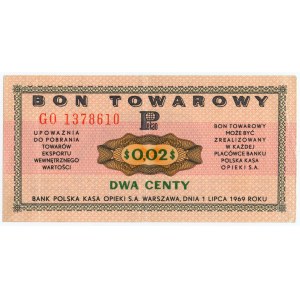 BON TOWAROWY
GO 1378610
UPOWAŻNIA
DO POBRANIA
TOWARÓW
EKSPORTU
WEWNĘTRZNEGO
WARTOŚCI
$0,02$
BON TOWAROWY
MOŻE BYĆ
ZREALIZOWANY
W KAŻDEJ
PLACÓWCE BANKU
POLSKA KASA
OPIEKI S.A.
DWA CENTY
BANK POLSKA KASA OPIEKI S.A. WARSZAWA, DNIA 1 LIPCA 1969 ROKU